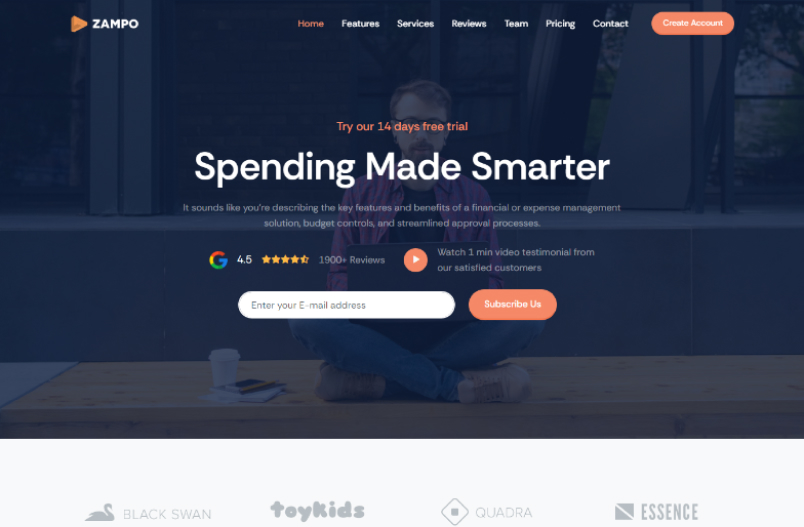 ZAMPO
Home Features Services Reviews Team Pricing Contact Create Account
Try our 14 days free trial
Spending Made Smarter
It sounds like you're describing the key features and benefits of a financial or expense management
solution, budget controls, and streamlined approval processes.
4.5 1900+ Reviews
Watch 1 min video testimonial from
our satisfied customers
Enter your E-mail address Subscribe Us
BLACK SWAN toykids QUADRA ESSENCE